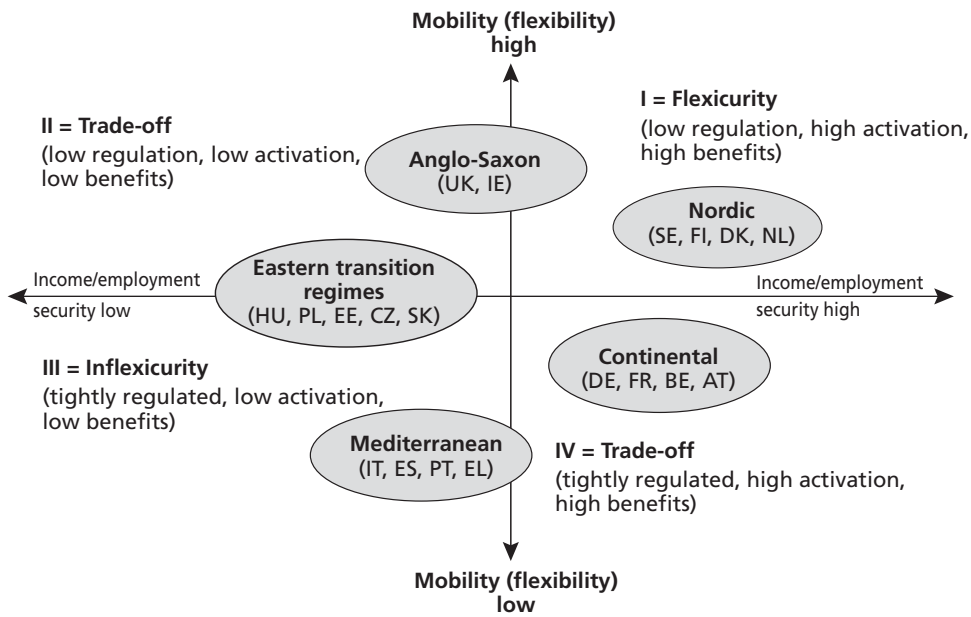 Mobility (flexibility)
high
I = Flexicurity
(low regulation, high activation,
high benefits)
II = Trade-off
(low regulation, low activation,
low benefits)
Anglo-Saxon
(UK, IE)
Nordic
(SE, FI, DK, NL)
Eastern transition
regimes
(HU, PL, EE, CZ, SK)
Income/employment
security low
Income/employment
security high
Continental
(DE, FR, BE, AT)
III = Inflexicurity
(tightly regulated, low activation,
low benefits)
Mediterranean
(IT, ES, PT, EL)
IV = Trade-off
(tightly regulated, high activation,
high benefits)
Mobility (flexibility)
low